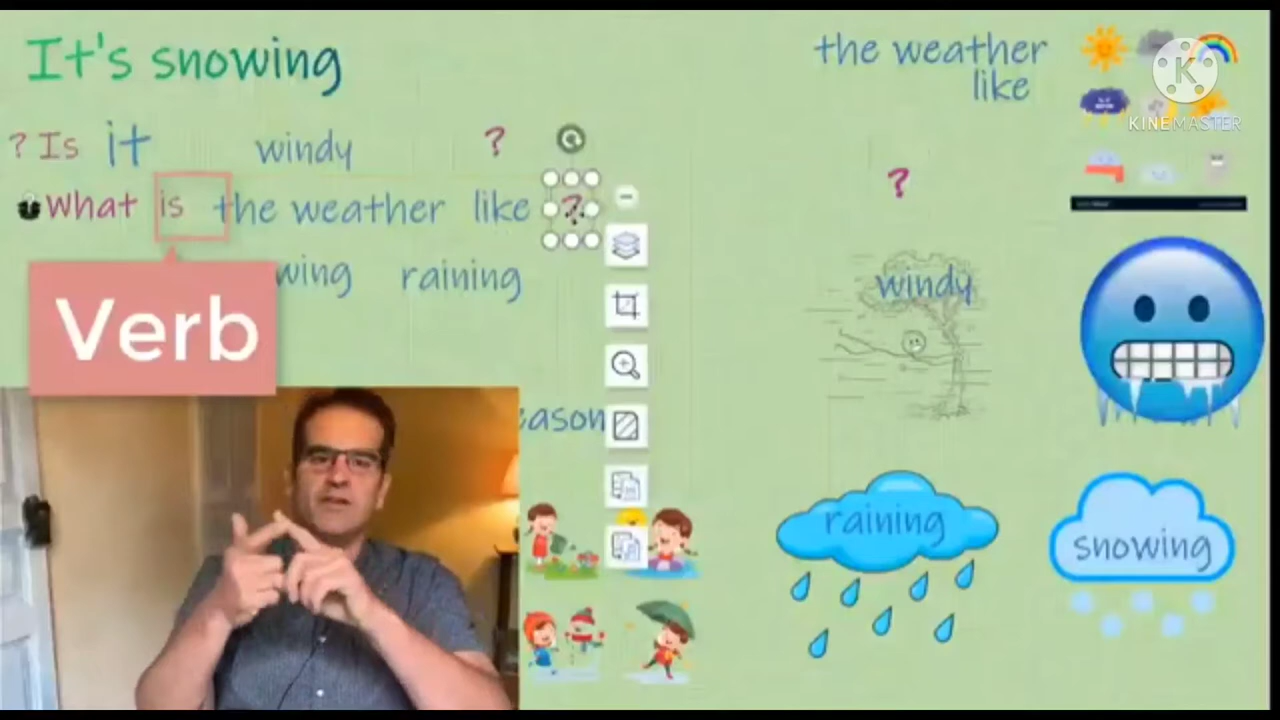 It's snowing
the weather
like
? Is it windy ?
What is the weather like ?
wing raining
Verb
eason
?
windy
raining
snowing
K
KINEMASTER